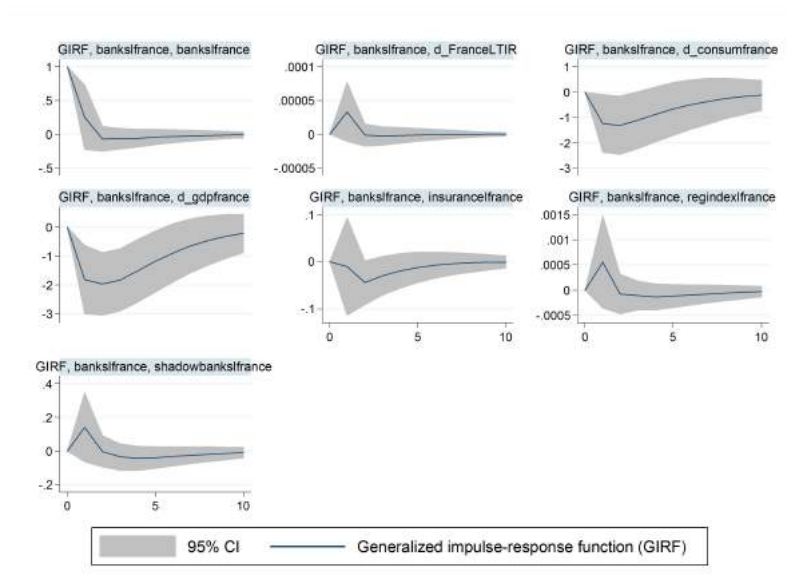 GIRF, bankslfrance, bankslfrance
1
.5
0
-.5
GIRF, bankslfrance, d_FranceLTIR
.0001
.00005
0
-.00005
GIRF, bankslfrance, d_consumfrance
1
0
-1
-2
-3
GIRF, bankslfrance, d_gdpfrance
0
-1
-2
-3
GIRF, bankslfrance, insurancelfrance
.1
0
-.1
0 5 10
GIRF, bankslfrance, regindexlfrance
.0015
.001
.0005
0
-.0005
0 5 10
GIRF, bankslfrance, shadowbankslfrance
.4
.2
0
-.2
0 5 10
95% CI Generalized impulse-response function (GIRF)